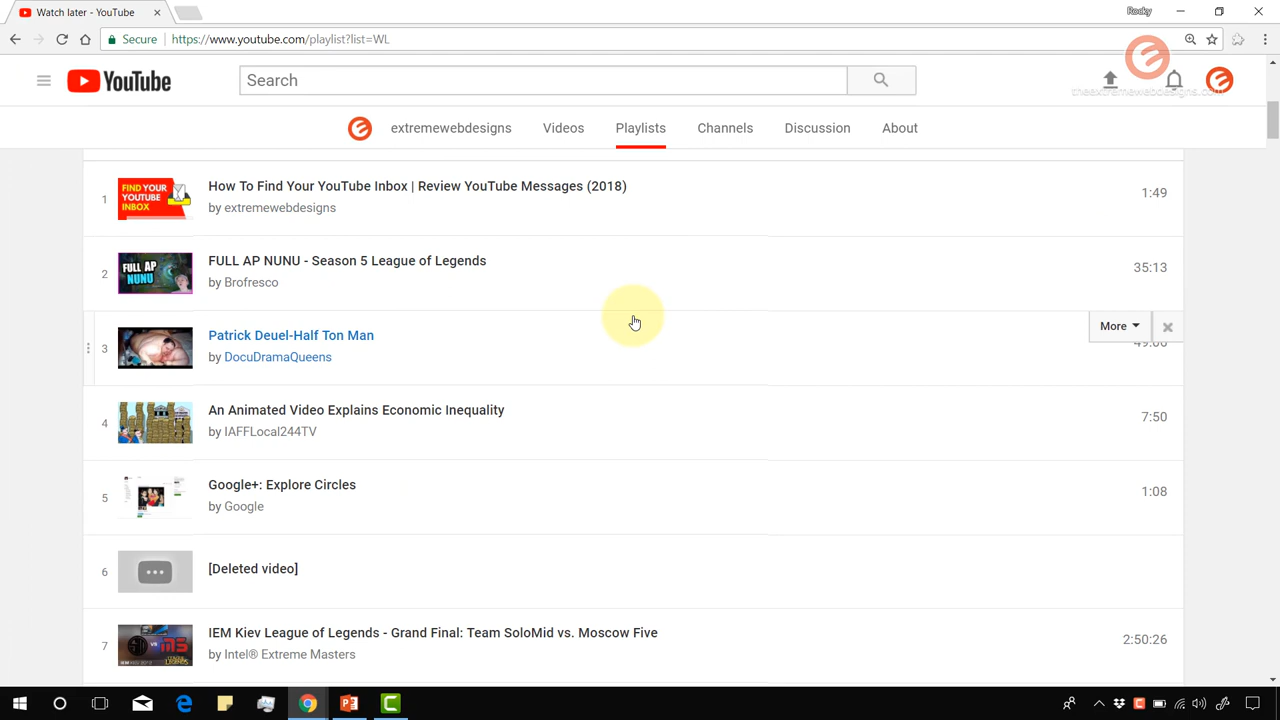 Watch later - YouTube
Rocky
Secure https://www.youtube.com/playlist?list=WL
YouTube
Search
theextremewebdesigns.com
extremewebdesigns Videos Playlists Channels Discussion About
1 FIND YOUR YOUTUBE INBOX How To Find Your YouTube Inbox | Review YouTube Messages (2018) 1:49
by extremewebdesigns
2 FULL AP NUNU FULL AP NUNU - Season 5 League of Legends 35:13
by Brofresco
3 Patrick Deuel-Half Ton Man More
by DocuDramaQueens
4 An Animated Video Explains Economic Inequality 7:50
by IAFFLocal244TV
5 Google+: Explore Circles 1:08
by Google
6 [Deleted video]
7 IEM Kiev League of Legends - Grand Final: Team SoloMid vs. Moscow Five 2:50:26
by Intel® Extreme Masters